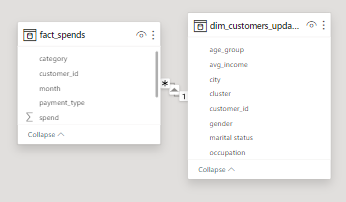 fact_spends
category
customer_id
month
payment_type
∑ spend
Collapse
* 1
dim_customers_upda...
age_group
avg_income
city
cluster
customer_id
gender
marital status
occupation
Collapse